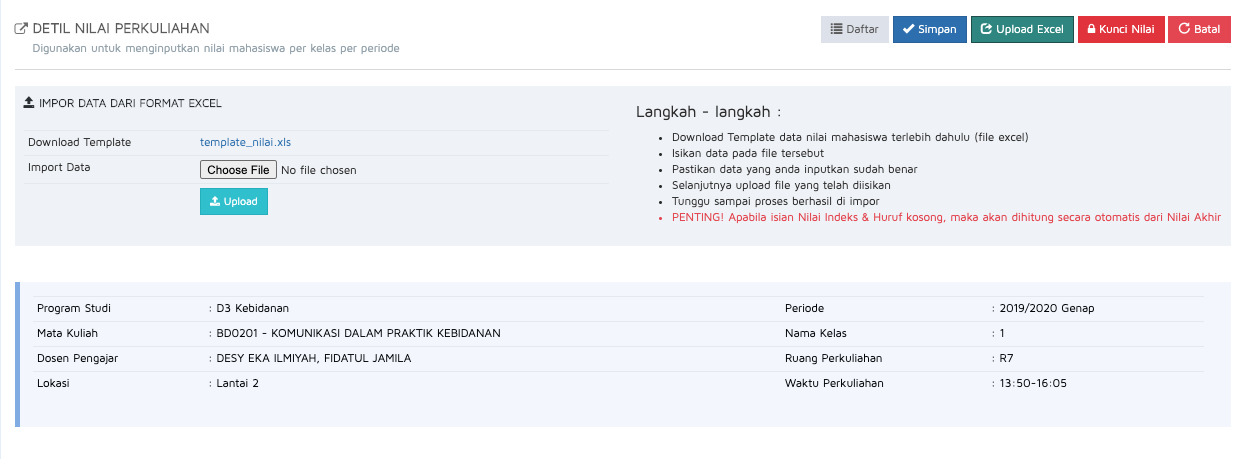 DETIL NILAI PERKULIAHAN
Digunakan untuk menginputkan nilai mahasiswa per kelas per periode
Daftar
Simpan
Upload Excel
Kunci Nilai
Batal
IMPOR DATA DARI FORMAT EXCEL
Download Template template_nilai.xls
Import Data Choose File No file chosen
Upload
Langkah - langkah :
• Download Template data nilai mahasiswa terlebih dahulu (file excel)
• Isikan data pada file tersebut
• Pastikan data yang anda inputkan sudah benar
• Selanjutnya upload file yang telah diisikan
• Tunggu sampai proses berhasil di impor
• PENTING! Apabila isian Nilai Indeks & Huruf kosong, maka akan dihitung secara otomatis dari Nilai Akhir
Program Studi : D3 Kebidanan Periode : 2019/2020 Genap
Mata Kuliah : BD0201 - KOMUNIKASI DALAM PRAKTIK KEBIDANAN Nama Kelas : 1
Dosen Pengajar : DESY EKA ILMIYAH, FIDATUL JAMILA Ruang Perkuliahan : R7
Lokasi : Lantai 2 Waktu Perkuliahan : 13:50-16:05